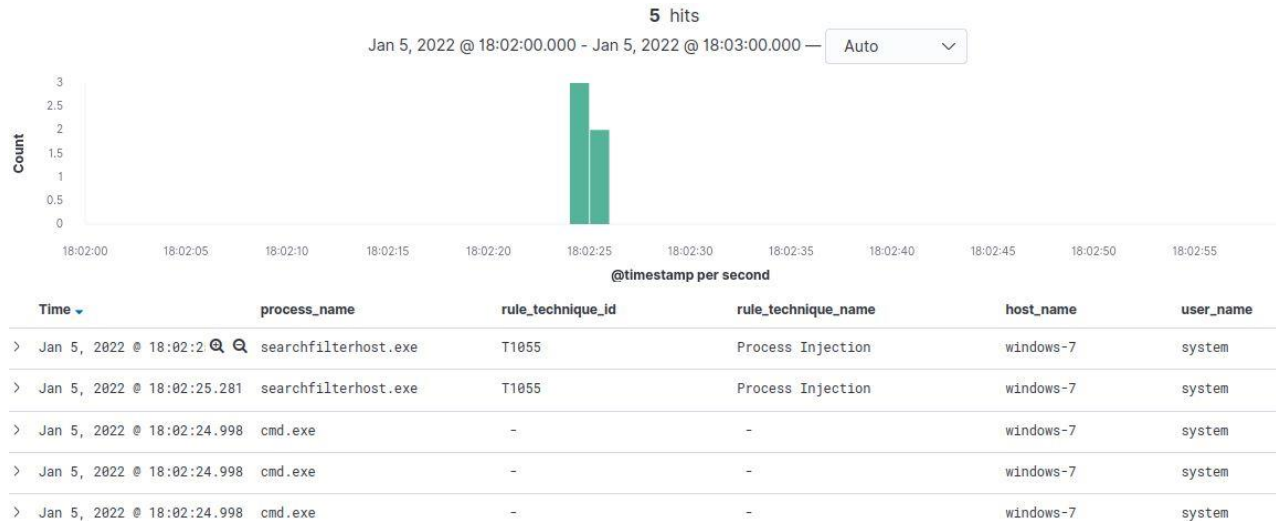 5 hits
Jan 5, 2022 @ 18:02:00.000 - Jan 5, 2022 @ 18:03:00.000 — Auto
3
2.5
2
1.5
1
0.5
0
Count
18:02:00 18:02:05 18:02:10 18:02:15 18:02:20 18:02:25 18:02:30 18:02:35 18:02:40 18:02:45 18:02:50 18:02:55
@timestamp per second
Time process_name rule_technique_id rule_technique_name host_name user_name
Jan 5, 2022 @ 18:02:2 searchfilterhost.exe T1055 Process Injection windows-7 system
Jan 5, 2022 @ 18:02:25.281 searchfilterhost.exe T1055 Process Injection windows-7 system
Jan 5, 2022 @ 18:02:24.998 cmd.exe - - windows-7 system
Jan 5, 2022 @ 18:02:24.998 cmd.exe - - windows-7 system
Jan 5, 2022 @ 18:02:24.998 cmd.exe - - windows-7 system